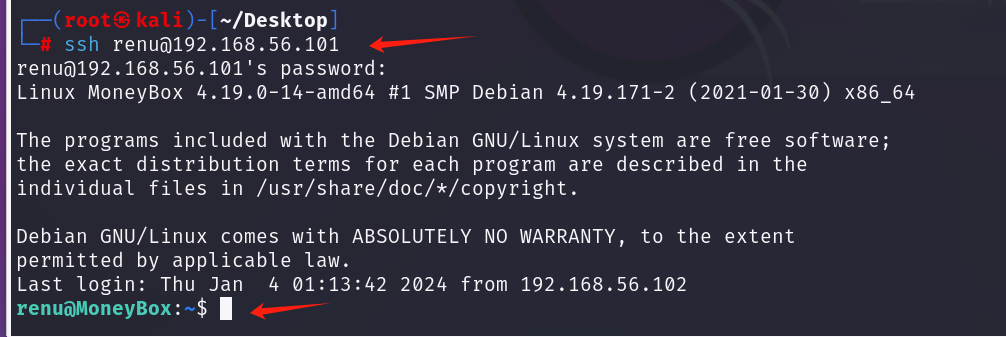 ┌──(root㉿kali)-[~/Desktop]
└─# ssh renu@192.168.56.101
renu@192.168.56.101's password:
Linux MoneyBox 4.19.0-14-amd64 #1 SMP Debian 4.19.171-2 (2021-01-30) x86_64
The programs included with the Debian GNU/Linux system are free software;
the exact distribution terms for each program are described in the
individual files in /usr/share/doc/*/copyright.
Debian GNU/Linux comes with ABSOLUTELY NO WARRANTY, to the extent
permitted by applicable law.
Last login: Thu Jan  4 01:13:42 2024 from 192.168.56.102
renu@MoneyBox:~$